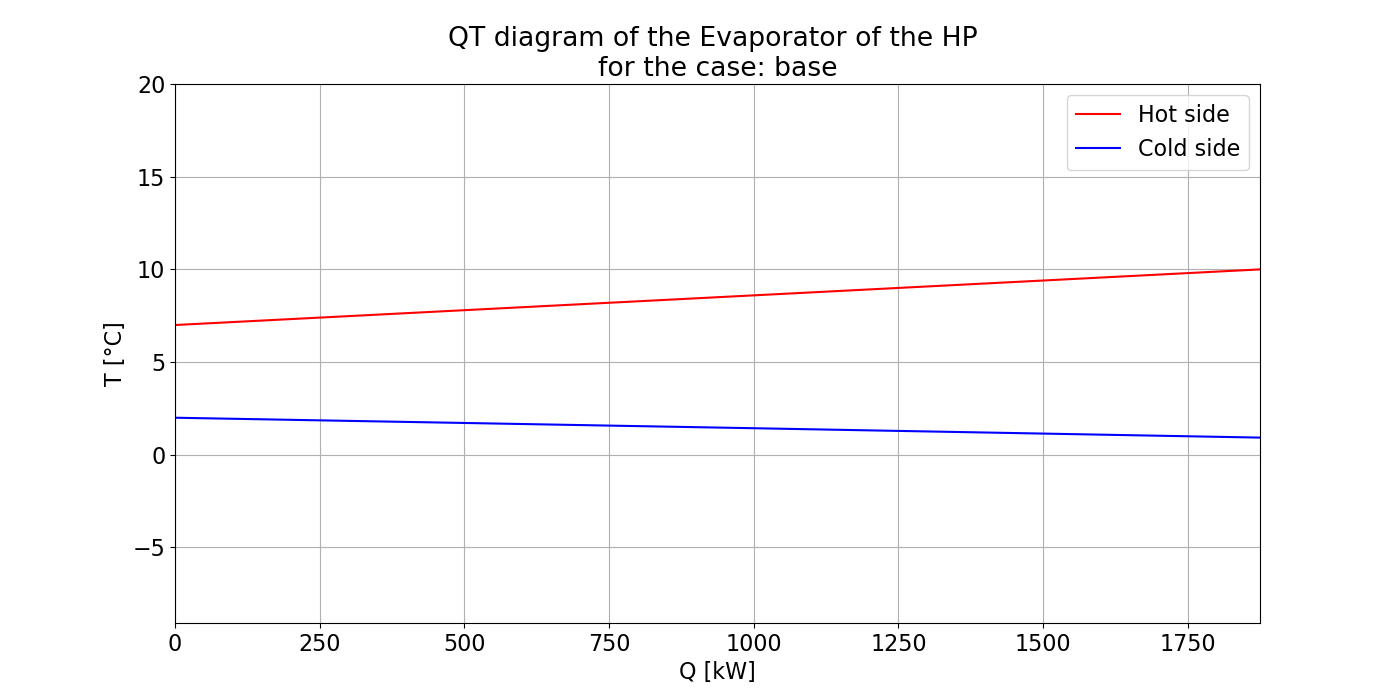 QT diagram of the Evaporator of the HP
for the case: base
20
15
10
5
0
−5
T [°C]
Hot side
Cold side
0 250 500 750 1000 1250 1500 1750
Q [kW]